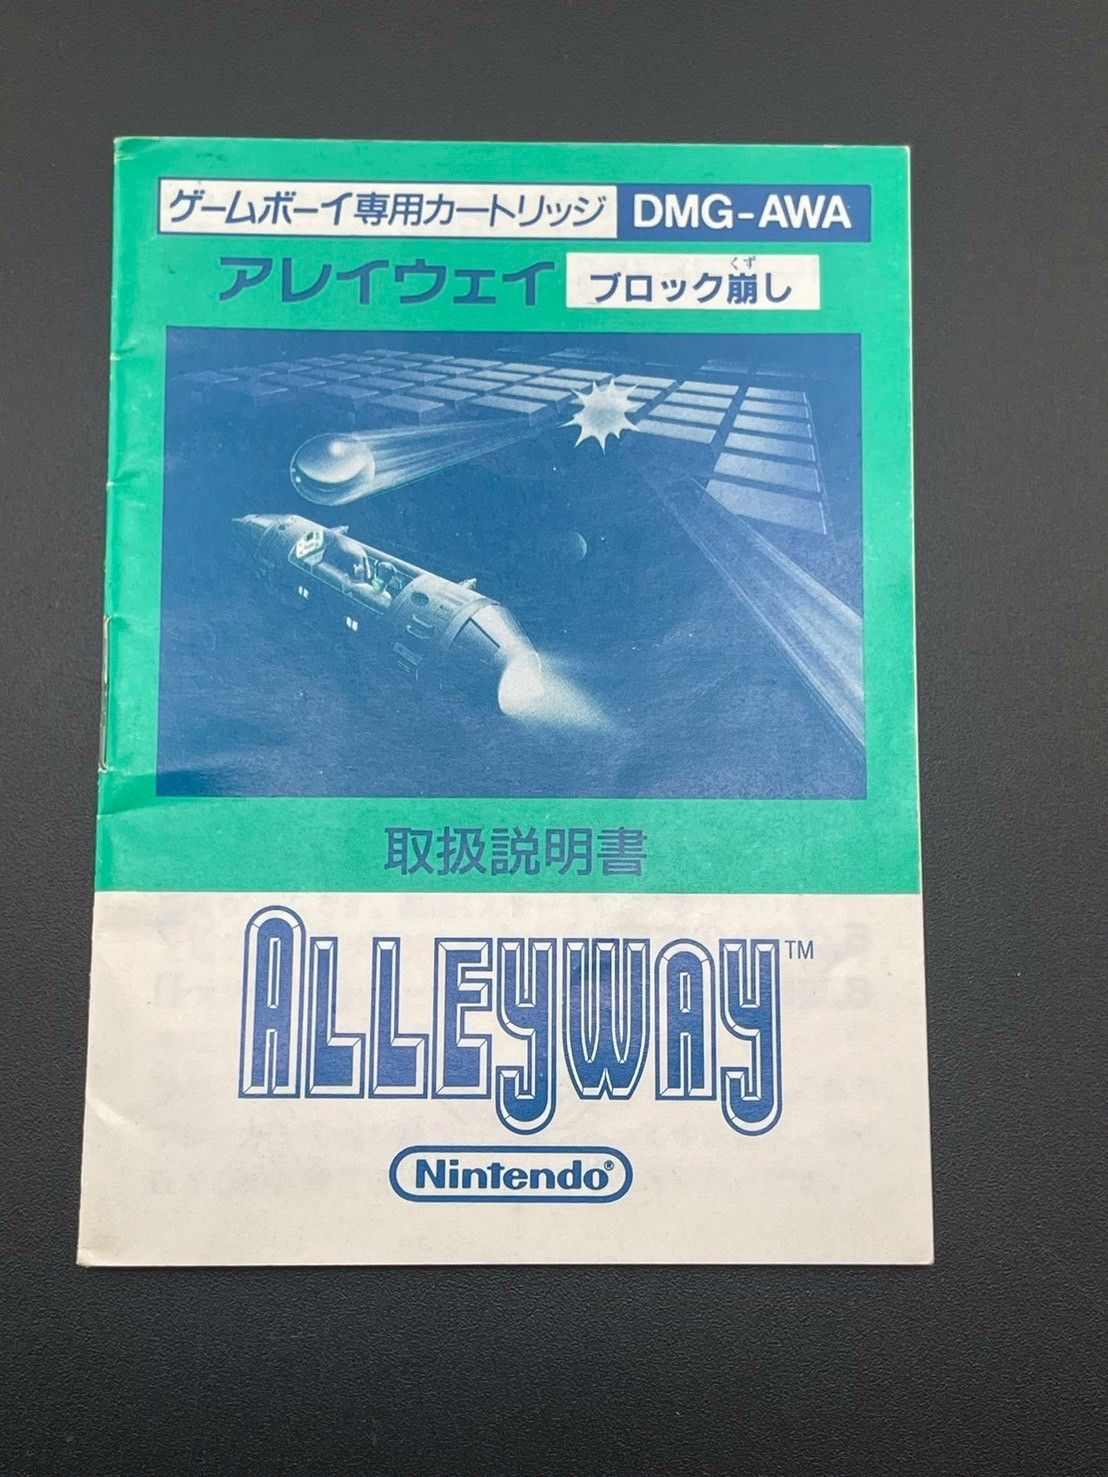 ゲームボーイ専用カートリッジ DMG-AWA
アレイウェイ ブロック崩し
くず
取扱説明書
ALLEYWAY™
Nintendo®